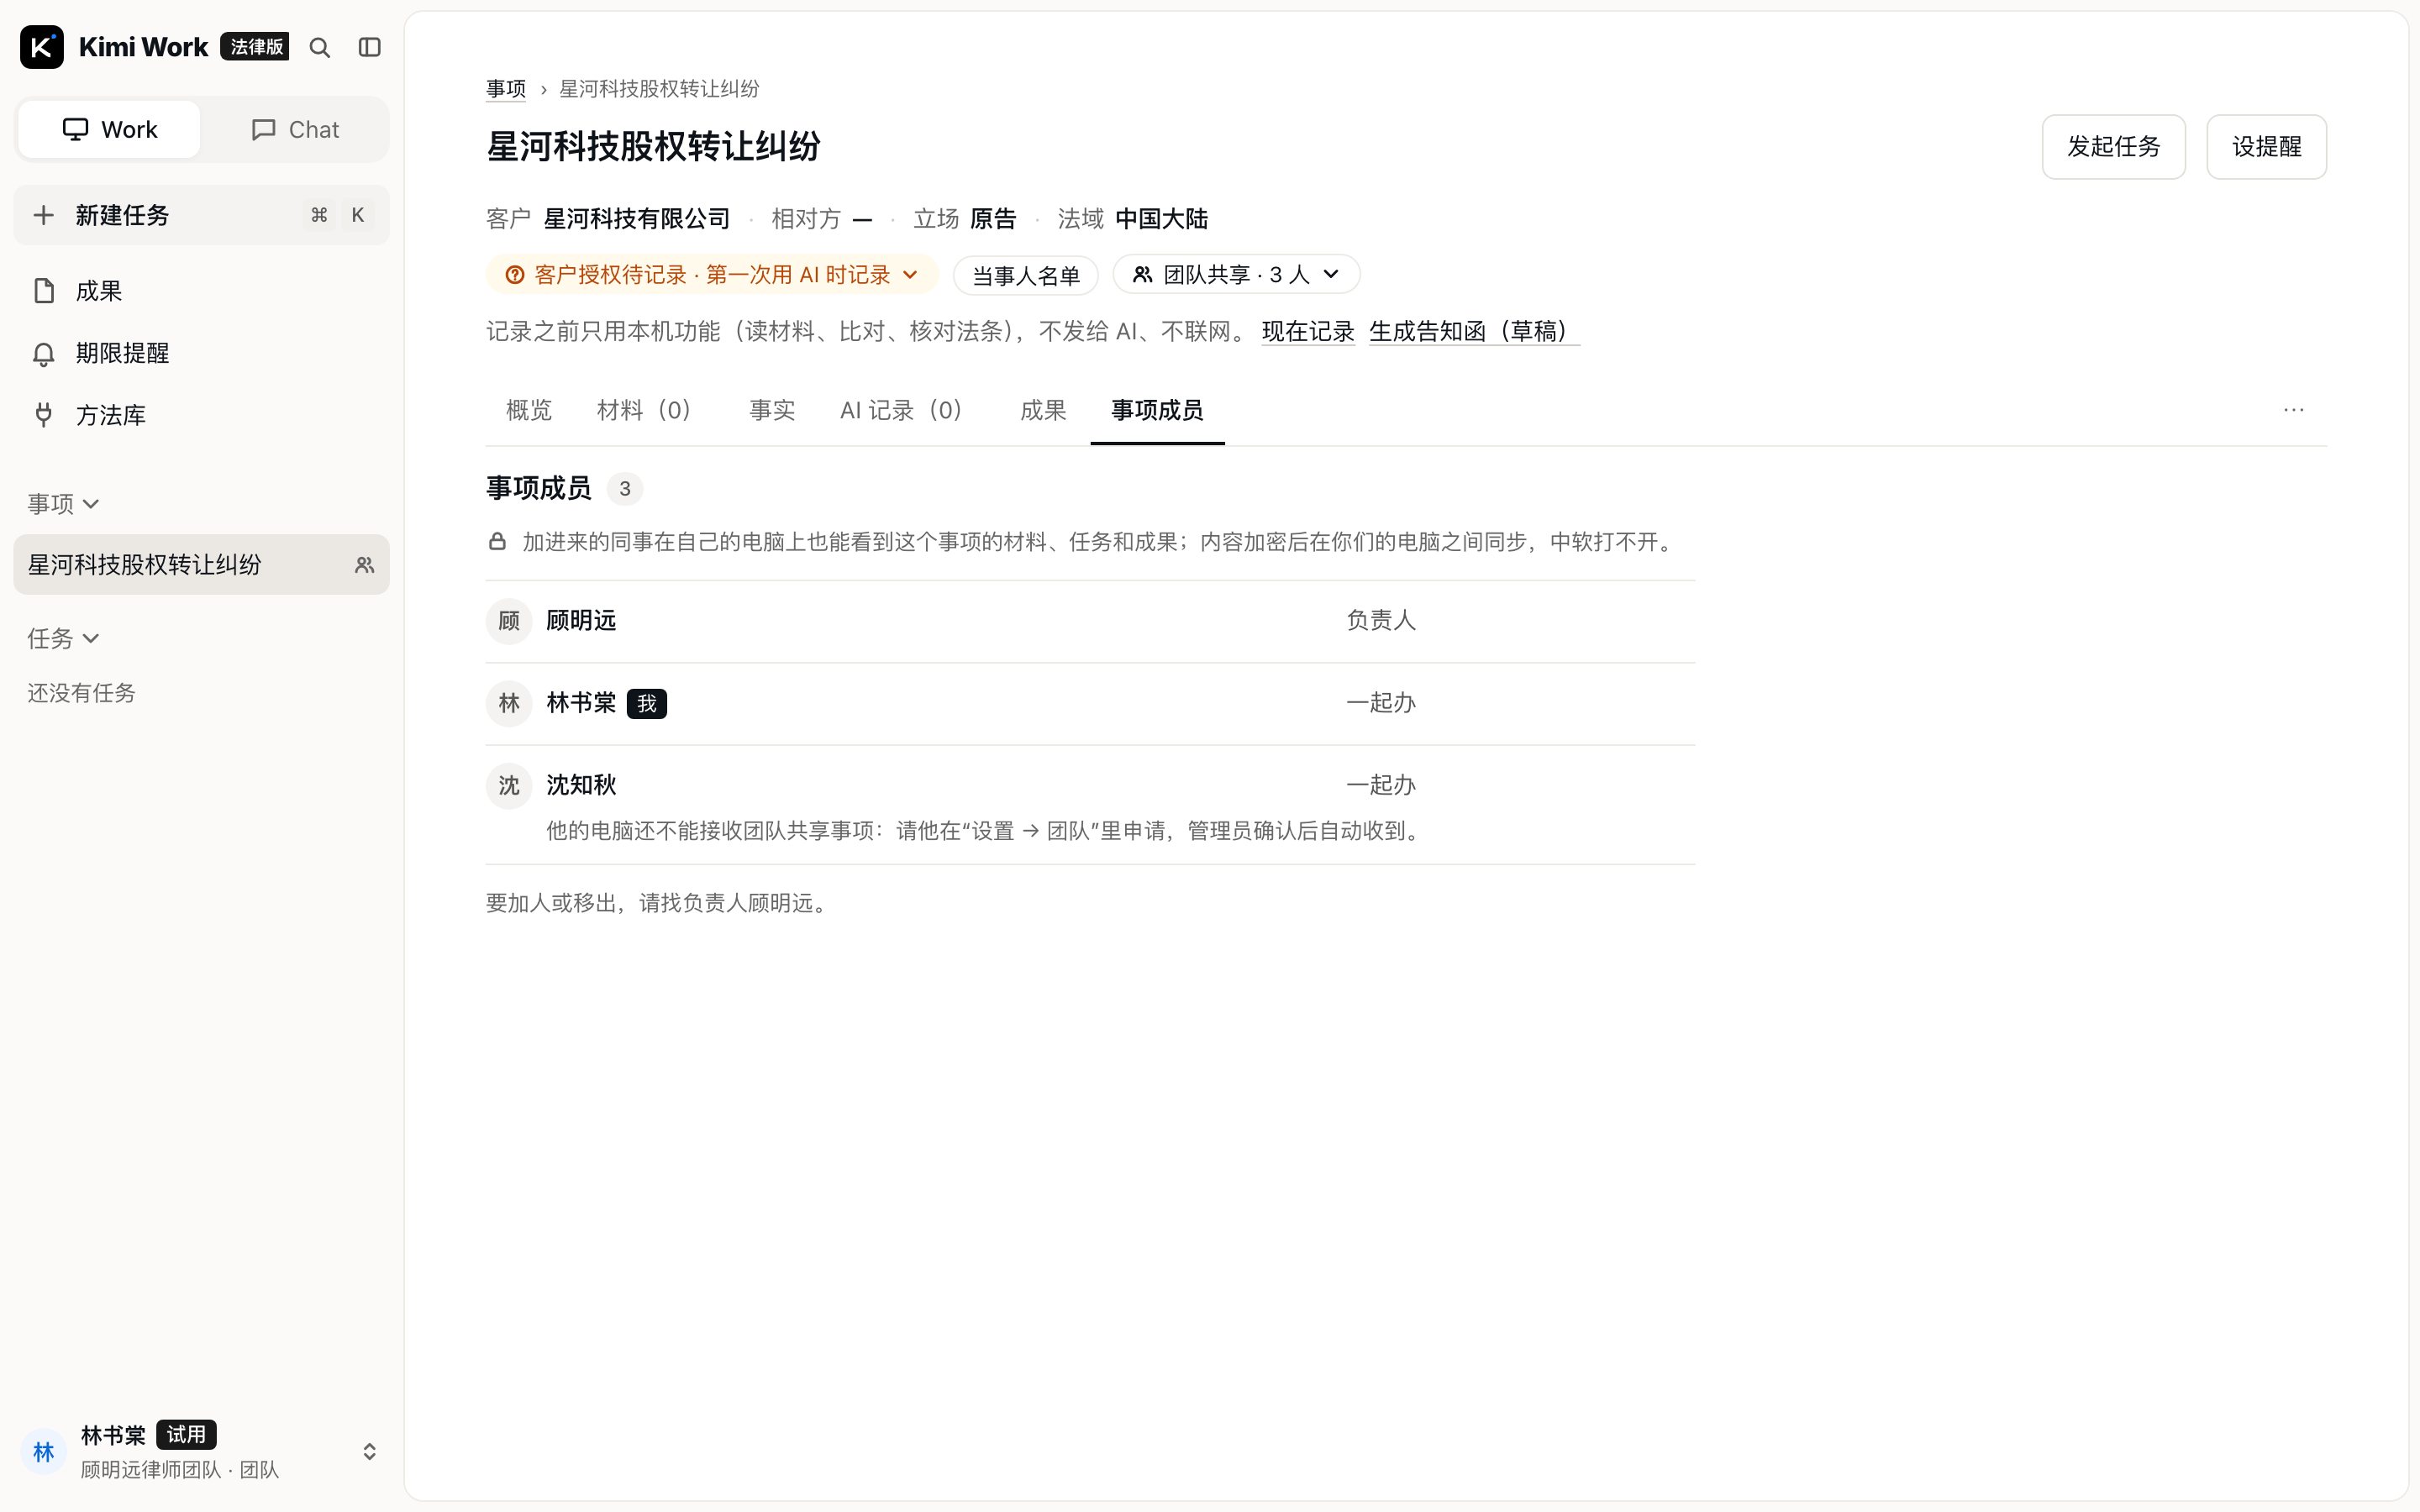 Kimi Work 法律版
Work Chat
新建任务 ⌘ K
成果
期限提醒
方法库
事项
星河科技股权转让纠纷
任务
还没有任务
林 林书棠 试用
顾明远律师团队 · 团队
事项 › 星河科技股权转让纠纷
星河科技股权转让纠纷
发起任务 设提醒
客户 星河科技有限公司 · 相对方 — · 立场 原告 · 法域 中国大陆
客户授权待记录 · 第一次用 AI 时记录 当事人名单 团队共享 · 3 人
记录之前只用本机功能（读材料、比对、核对法条），不发给 AI、不联网。 现在记录 生成告知函（草稿）
概览 材料（0） 事实 AI 记录（0） 成果 事项成员 ···
事项成员 3
加进来的同事在自己的电脑上也能看到这个事项的材料、任务和成果；内容加密后在你们的电脑之间同步，中软打不开。
顾 顾明远 负责人
林 林书棠 我 一起办
沈 沈知秋 一起办
他的电脑还不能接收团队共享事项：请他在“设置 → 团队”里申请，管理员确认后自动收到。
要加人或移出，请找负责人顾明远。